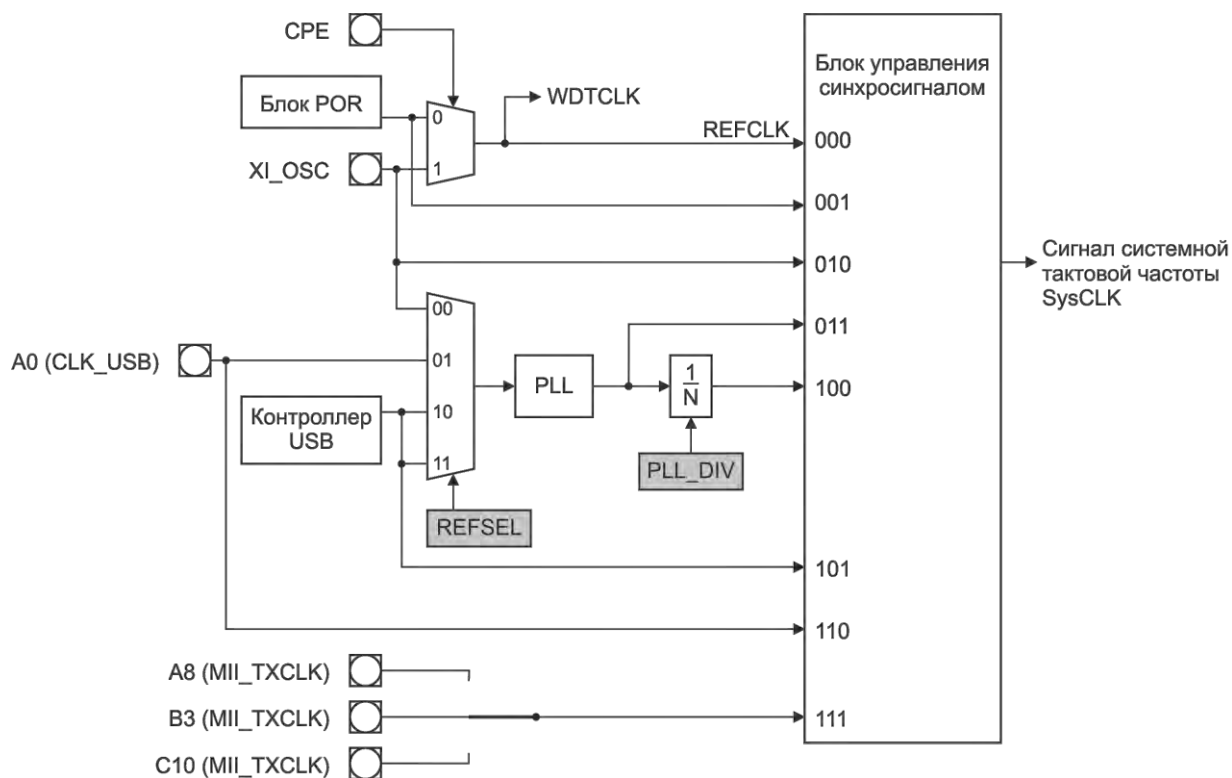 CPE
Блок управления
синхросигналом
Блок POR
0
WDTCLK
REFCLK
000
XI_OSC
1
001
010
Сигнал системной
тактовой частоты
SysCLK
00
011
A0 (CLK_USB)
01
PLL
1
N
100
Контроллер
USB
10
11
PLL_DIV
REFSEL
101
110
A8 (MII_TXCLK)
B3 (MII_TXCLK)
111
C10 (MII_TXCLK)